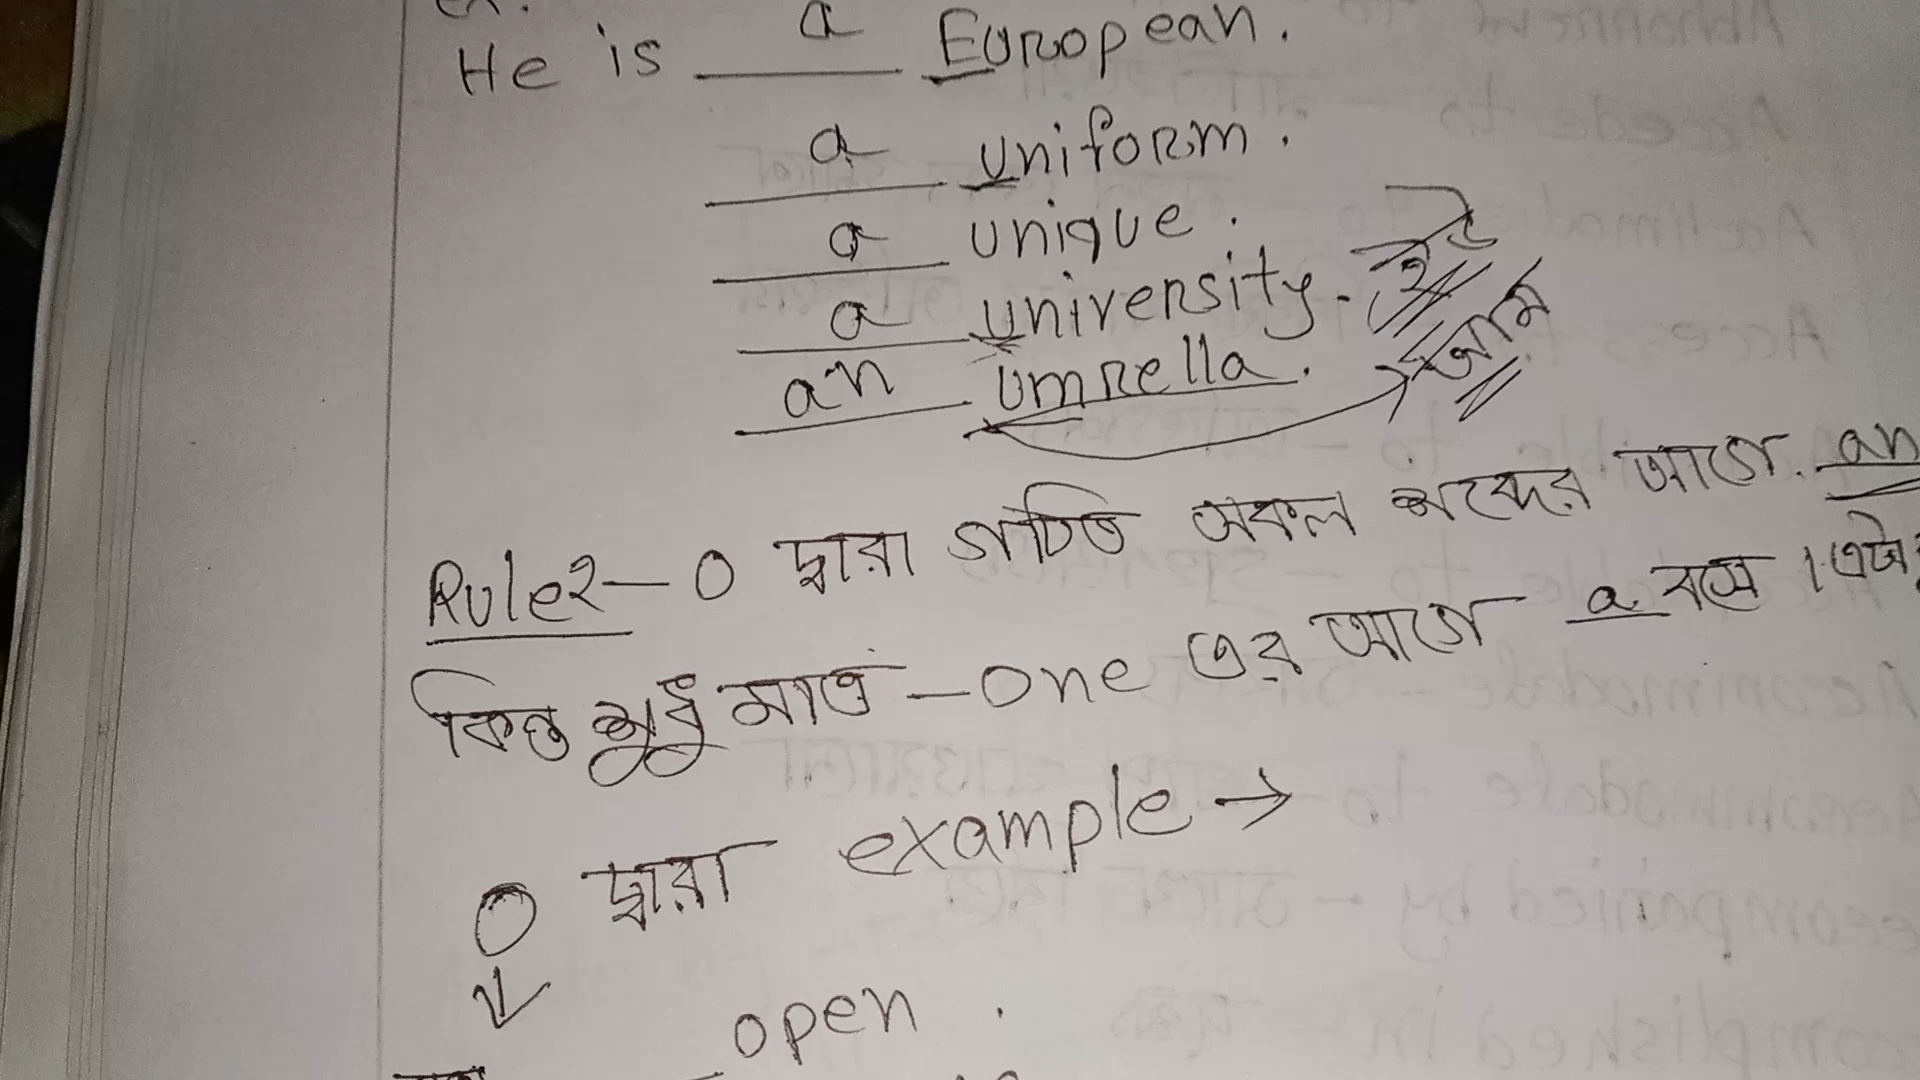 He is a European.
a uniform.
a unique.
a university.
an umrella.
Rule2— O দ্বারা গঠিত সকল শব্দের আগে an
কিন্তু শুধু মাত্র – one এর আগে a বসে ।
O দ্বারা example →
open .